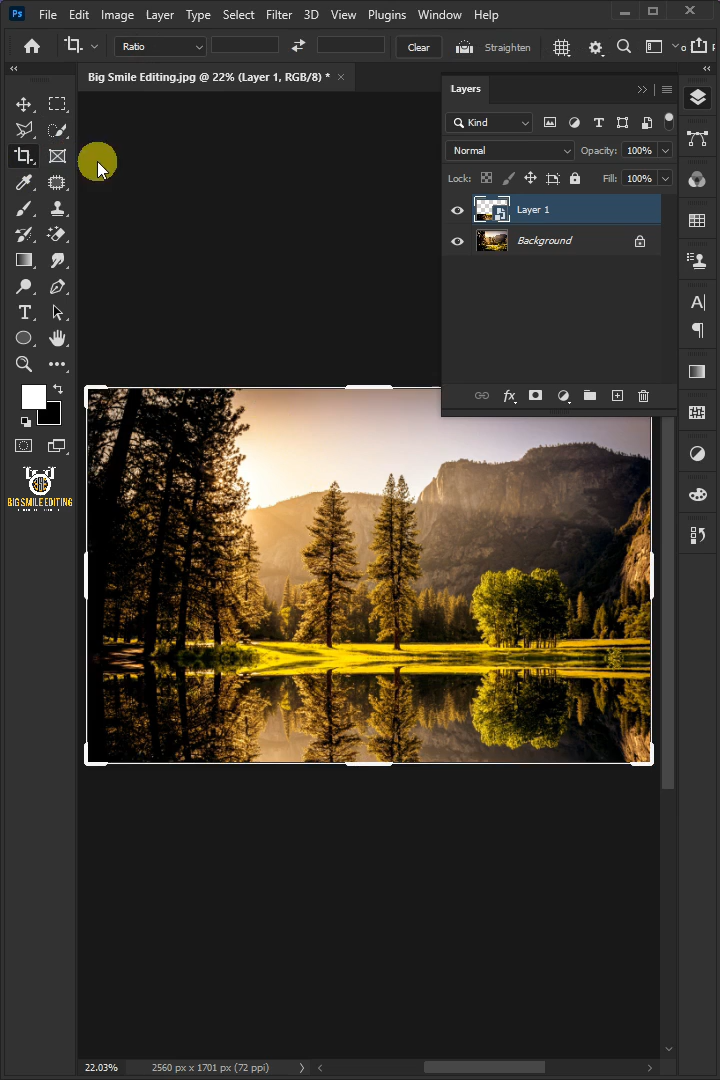 Ps File Edit Image Layer Type Select Filter 3D View Plugins Window Help
Ratio Clear Straighten
Big Smile Editing.jpg @ 22% (Layer 1, RGB/8) *
Layers
Kind
Normal Opacity: 100%
Lock: Fill: 100%
Layer 1
Background
fx
BIG SMILE EDITING
22.03% 2560 px x 1701 px (72 ppi)